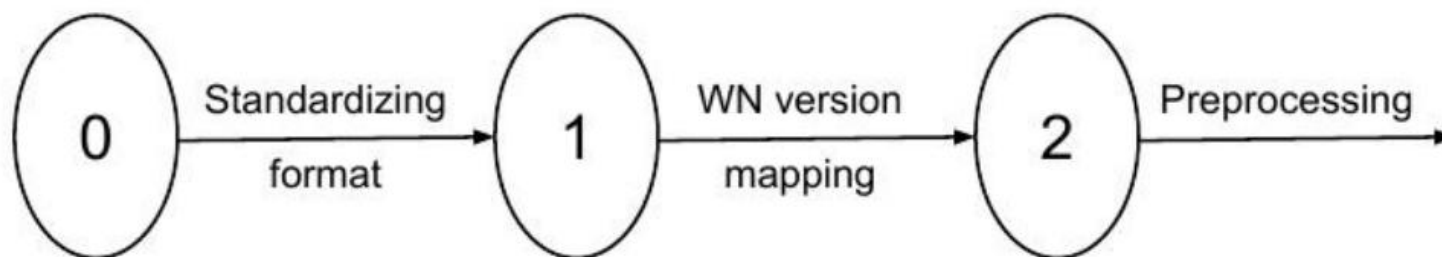 Standardizing
WN version
Preprocessing
0
1
2
format
mapping